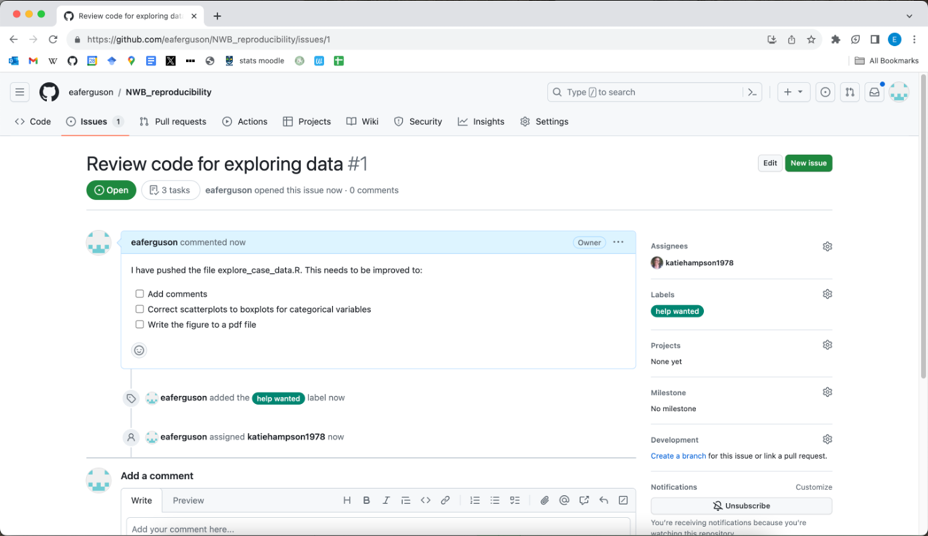 Review code for exploring dat
https://github.com/eaferguson/NWB_reproducibility/issues/1
stats moodle
All Bookmarks
eaferguson / NWB_reproducibility
Type / to search
Code
Issues 1
Pull requests
Actions
Projects
Wiki
Security
Insights
Settings
Review code for exploring data #1
Edit
New issue
Open
3 tasks
eaferguson opened this issue now · 0 comments
eaferguson commented now
Owner
I have pushed the file explore_case_data.R. This needs to be improved to:
Add comments
Correct scatterplots to boxplots for categorical variables
Write the figure to a pdf file
eaferguson added the help wanted label now
eaferguson assigned katiehampson1978 now
Add a comment
Write
Preview
H B I
Add your comment here...
Assignees
katiehampson1978
Labels
help wanted
Projects
None yet
Milestone
No milestone
Development
Create a branch for this issue or link a pull request.
Notifications
Customize
Unsubscribe
You're receiving notifications because you're
watching this repository.